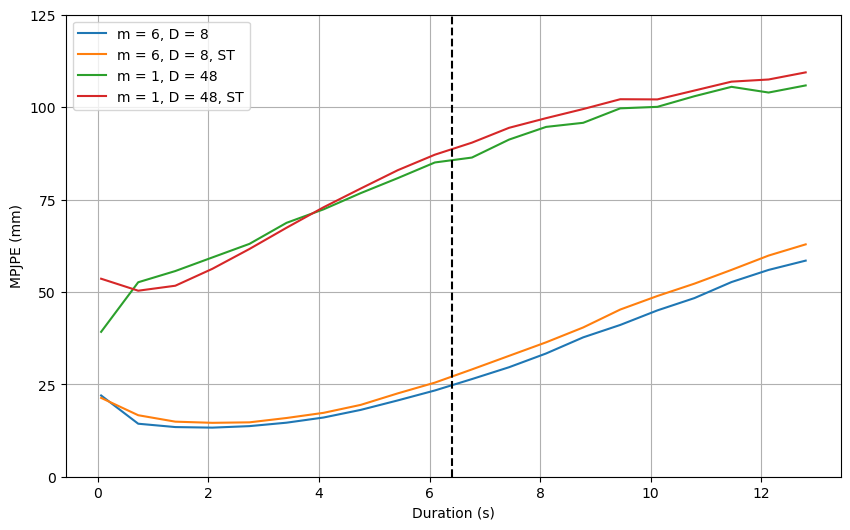 125
100
75
50
25
0
MPJPE (mm)
m = 6, D = 8
m = 6, D = 8, ST
m = 1, D = 48
m = 1, D = 48, ST
0 2 4 6 8 10 12
Duration (s)